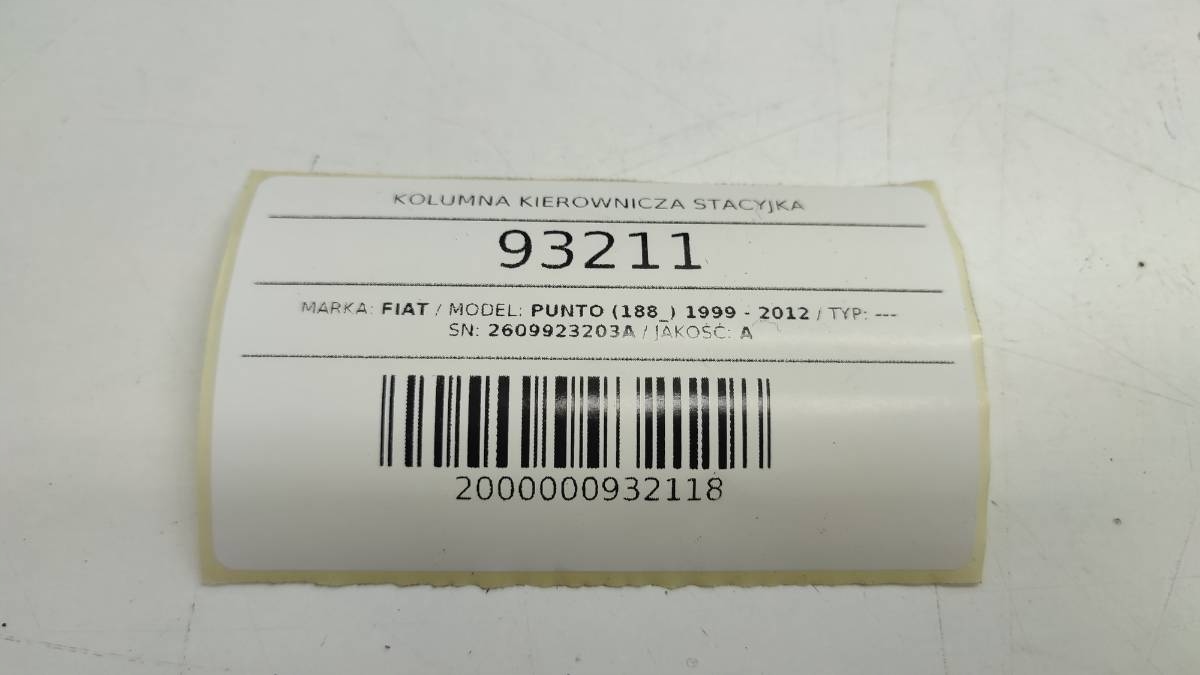 KOLUMNA KIEROWNICZA STACYJKA
93211
MARKA: FIAT / MODEL: PUNTO (188_) 1999 - 2012 / TYP: ---
SN: 2609923203A / JAKOŚĆ: A
2000000932118